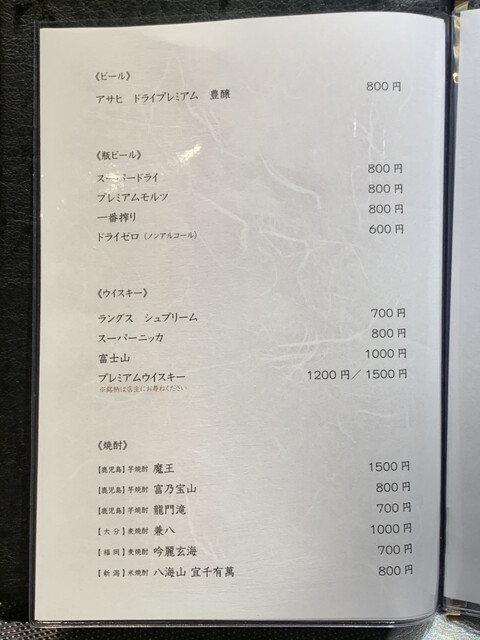 《ビール》
アサヒ ドライプレミアム 豊醸 800円
《瓶ビール》
スーパードライ 800円
プレミアムモルツ 800円
一番搾り 800円
ドライゼロ（ノンアルコール） 600円
《ウイスキー》
ラングス シュプリーム 700円
スーパーニッカ 800円
富士山 1000円
プレミアムウイスキー 1200円／1500円
※銘柄は店主にお尋ねください
《焼酎》
【鹿児島】芋焼酎 魔王 1500円
【鹿児島】芋焼酎 富乃宝山 800円
【鹿児島】芋焼酎 龍門滝 700円
【大分】麦焼酎 兼八 1000円
【福岡】麦焼酎 吟麗玄海 700円
【新潟】米焼酎 八海山 宜千有萬 800円